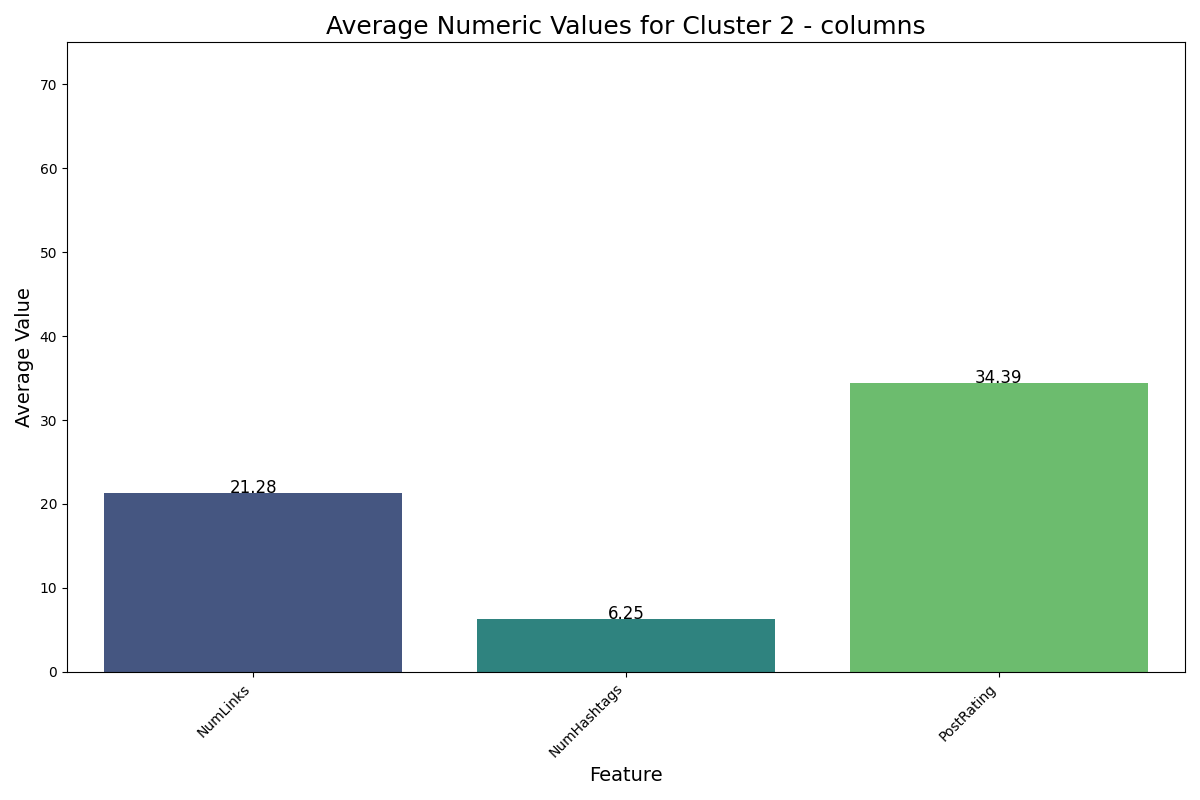 Average Numeric Values for Cluster 2 - columns
Average Value
70
60
50
40
30
20
10
0
21.28
6.25
34.39
NumLinks
NumHashtags
PostRating
Feature